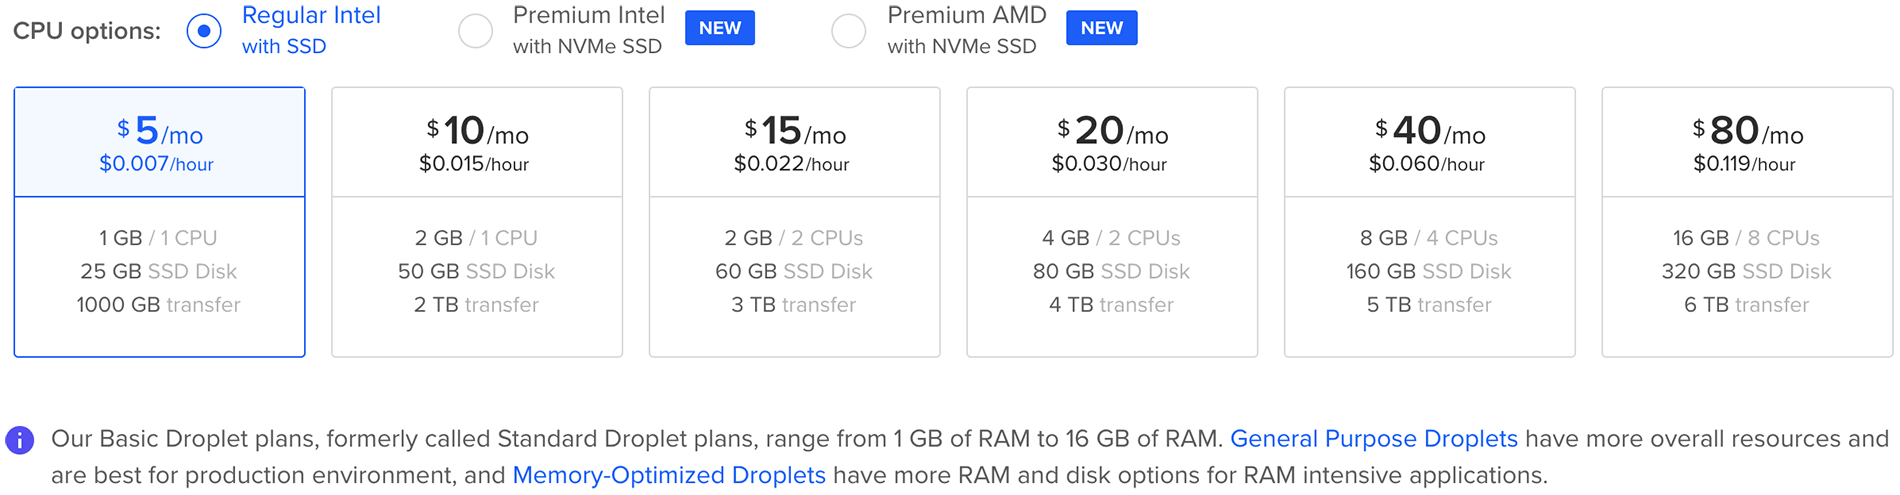 CPU options:
Regular Intel
with SSD
Premium Intel
with NVMe SSD
NEW
Premium AMD
with NVMe SSD
NEW
$5/mo
$0.007/hour
1 GB / 1 CPU
25 GB SSD Disk
1000 GB transfer
$10/mo
$0.015/hour
2 GB / 1 CPU
50 GB SSD Disk
2 TB transfer
$15/mo
$0.022/hour
2 GB / 2 CPUs
60 GB SSD Disk
3 TB transfer
$20/mo
$0.030/hour
4 GB / 2 CPUs
80 GB SSD Disk
4 TB transfer
$40/mo
$0.060/hour
8 GB / 4 CPUs
160 GB SSD Disk
5 TB transfer
$80/mo
$0.119/hour
16 GB / 8 CPUs
320 GB SSD Disk
6 TB transfer
Our Basic Droplet plans, formerly called Standard Droplet plans, range from 1 GB of RAM to 16 GB of RAM. General Purpose Droplets have more overall resources and
are best for production environment, and Memory-Optimized Droplets have more RAM and disk options for RAM intensive applications.